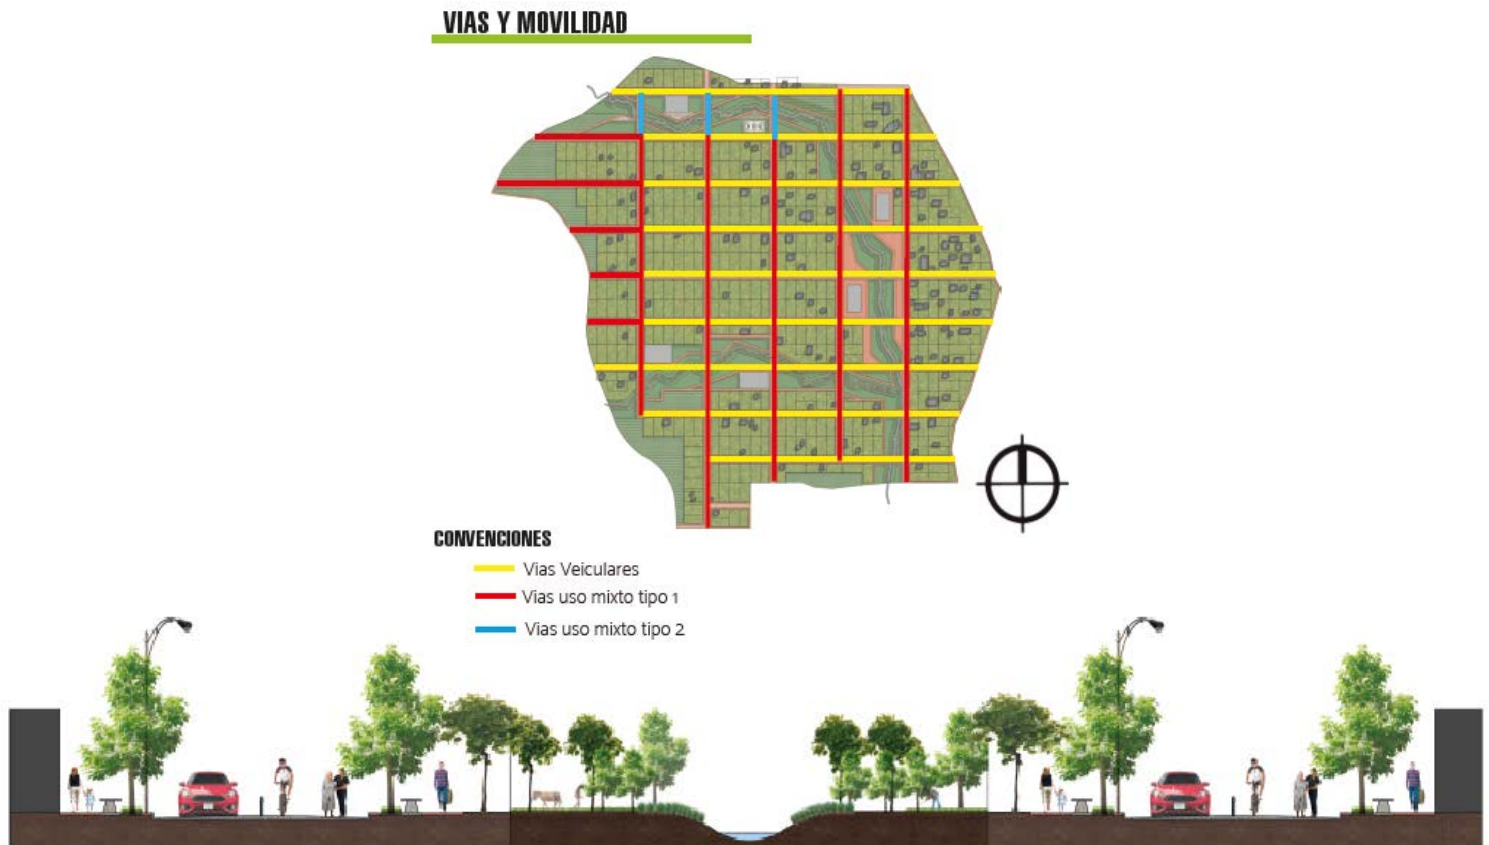 VIAS Y MOVILIDAD
CONVENCIONES
Vias Veiculares
Vias uso mixto tipo 1
Vias uso mixto tipo 2